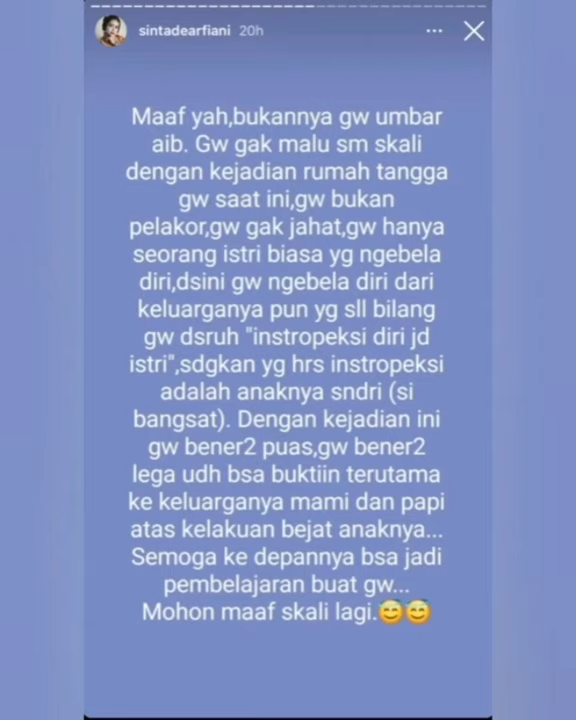 sintadearfiani 20h
Maaf yah,bukannya gw umbar
aib. Gw gak malu sm skali
dengan kejadian rumah tangga
gw saat ini,gw bukan
pelakor,gw gak jahat,gw hanya
seorang istri biasa yg ngebela
diri,dsini gw ngebela diri dari
keluarganya pun yg sll bilang
gw dsruh "instropeksi diri jd
istri",sdgkan yg hrs instropeksi
adalah anaknya sndri (si
bangsat). Dengan kejadian ini
gw bener2 puas,gw bener2
lega udh bsa buktiin terutama
ke keluarganya mami dan papi
atas kelakuan bejat anaknya...
Semoga ke depannya bsa jadi
pembelajaran buat gw...
Mohon maaf skali lagi.😇😇